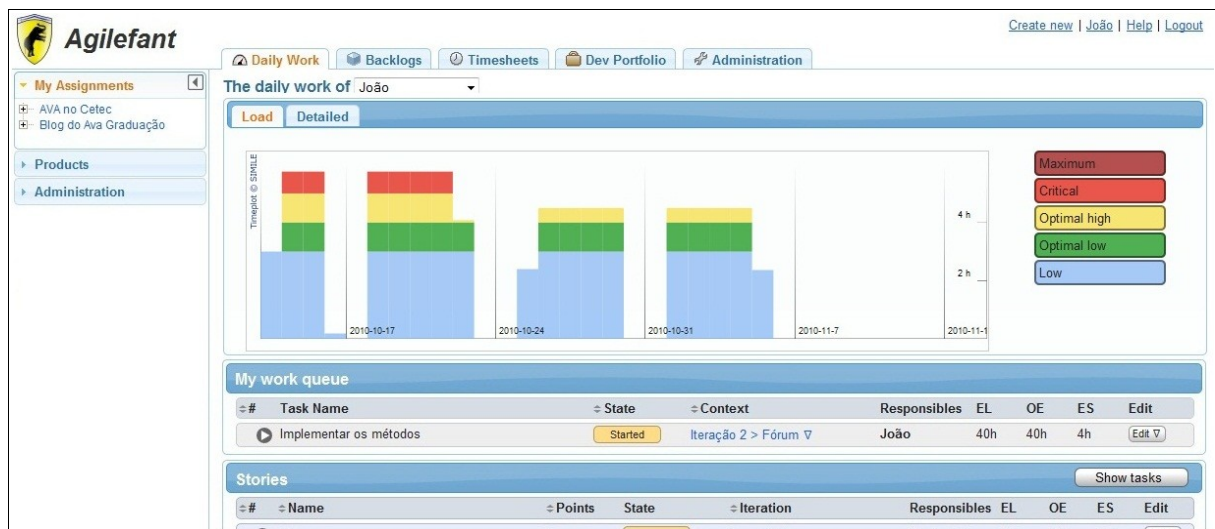 Agilefant
Create new | João | Help | Logout
Daily Work
Backlogs
Timesheets
Dev Portfolio
Administration
My Assignments
AVA no Cetec
Blog do Ava Graduação
Products
Administration
The daily work of João
Load
Detailed
Timeplot © SIMILE
4 h
2 h
2010-10-17
2010-10-24
2010-10-31
2010-11-7
2010-11-1
Maximum
Critical
Optimal high
Optimal low
Low
My work queue
# Task Name State Context Responsibles EL OE ES Edit
Implementar os métodos Started Iteração 2 > Fórum ∇ João 40h 40h 4h Edit ∇
Stories
Show tasks
# Name Points State Iteration Responsibles EL OE ES Edit